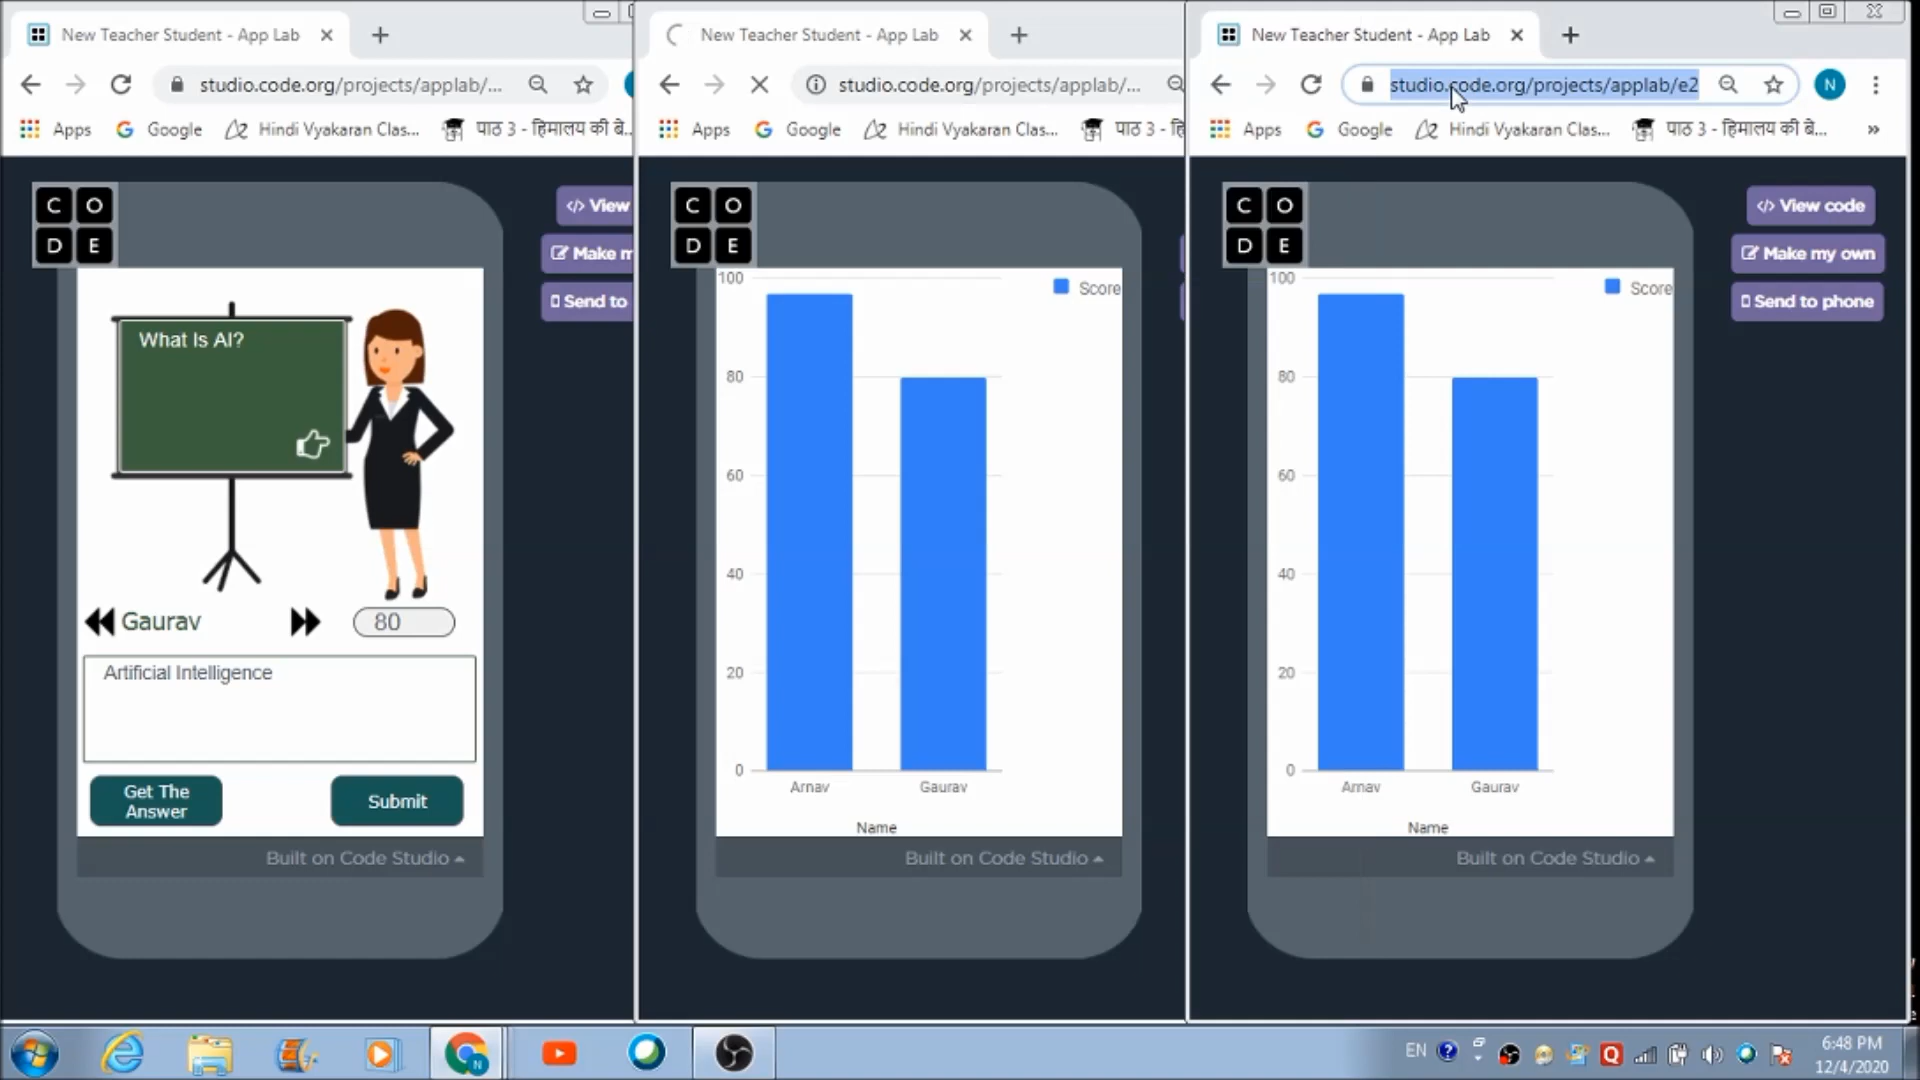 New Teacher Student - App Lab
studio.code.org/projects/applab/...
Apps Google Hindi Vyakaran Clas... पाठ 3 - हिमालय की बे..
C O
D E
View
Make m
Send to
What Is AI?
Gaurav
80
Artificial Intelligence
Get The
Answer
Submit
Built on Code Studio
New Teacher Student - App Lab
studio.code.org/projects/applab/...
Apps Google Hindi Vyakaran Clas... पाठ 3 - हि
C O
D E
100
Score
80
60
40
20
0
Arnav Gaurav
Name
Built on Code Studio
New Teacher Student - App Lab
studio.code.org/projects/applab/e2
N
Apps Google Hindi Vyakaran Clas... पाठ 3 - हिमालय की बे... »
C O
D E
</> View code
Make my own
Send to phone
100
Score
80
60
40
20
0
Arnav Gaurav
Name
Built on Code Studio
EN
6:48 PM
12/4/2020